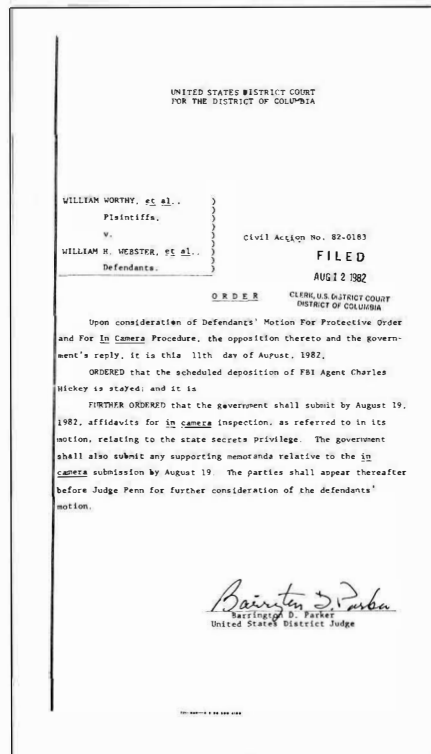 UNITED STATES DISTRICT COURT
FOR THE DISTRICT OF COLUMBIA
WILLIAM WORTHY, et al., )
Plaintiffs, )
v. ) Civil Action No. 82-0183
WILLIAM H. WEBSTER, et al., )
Defendants. )
FILED
AUG 12 1982
CLERK, U.S. DISTRICT COURT
DISTRICT OF COLUMBIA
O R D E R
Upon consideration of Defendants' Motion For Protective Order
and For In Camera Procedure, the opposition thereto and the govern-
ment's reply, it is this 11th day of August, 1982,
ORDERED that the scheduled deposition of FBI Agent Charles
Hickey is stayed; and it is
FURTHER ORDERED that the government shall submit by August 19,
1982, affidavits for in camera inspection, as referred to in its
motion, relating to the state secrets privilege. The government
shall also submit any supporting memoranda relative to the in
camera submission by August 19. The parties shall appear thereafter
before Judge Penn for further consideration of the defendants'
motion.
Barrington D. Parker
Barrington D. Parker
United States District Judge